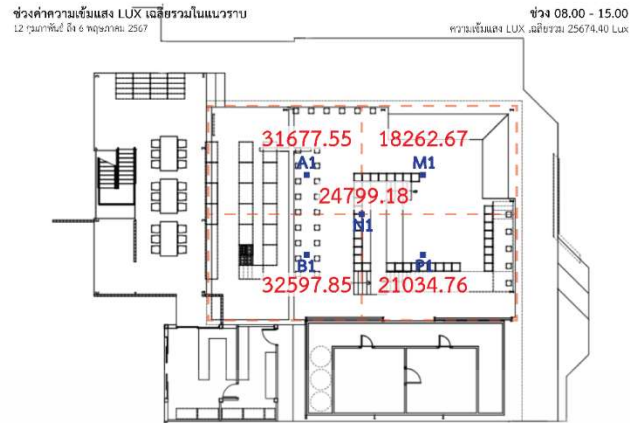 ช่วงค่าความเข้มแสง LUX เฉลี่ยรวมในแนวราบ
12 กุมภาพันธ์ ถึง 6 พฤษภาคม 2567
ช่วง 08.00 - 15.00
ความเข้มแสง LUX เฉลี่ยรวม 25674.40 Lux
31677.55 18262.67
A1 M1
24799.18
N1
B1 P1
32597.85 21034.76